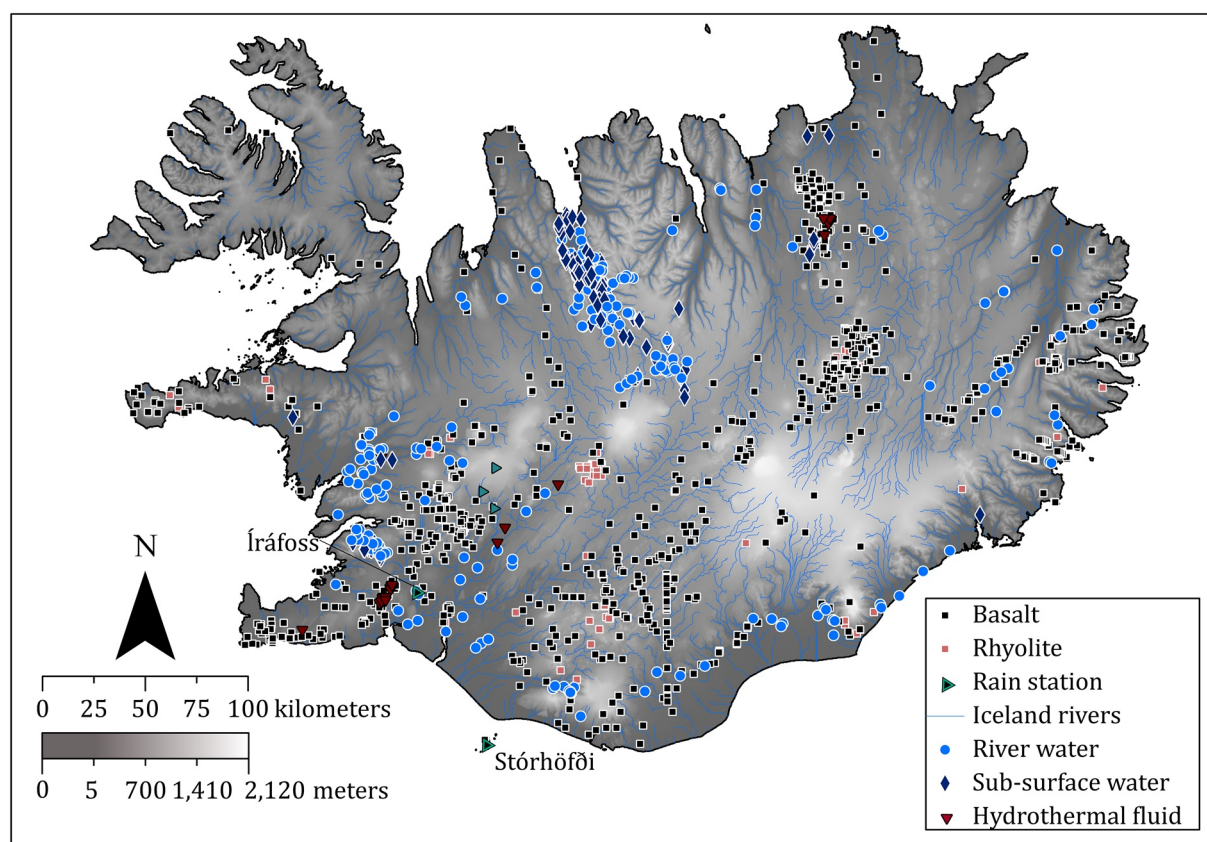 Íráfoss
N
0 25 50 75 100 kilometers
0 5 700 1,410 2,120 meters
Stórhöfði
Basalt
Rhyolite
Rain station
Iceland rivers
River water
Sub-surface water
Hydrothermal fluid